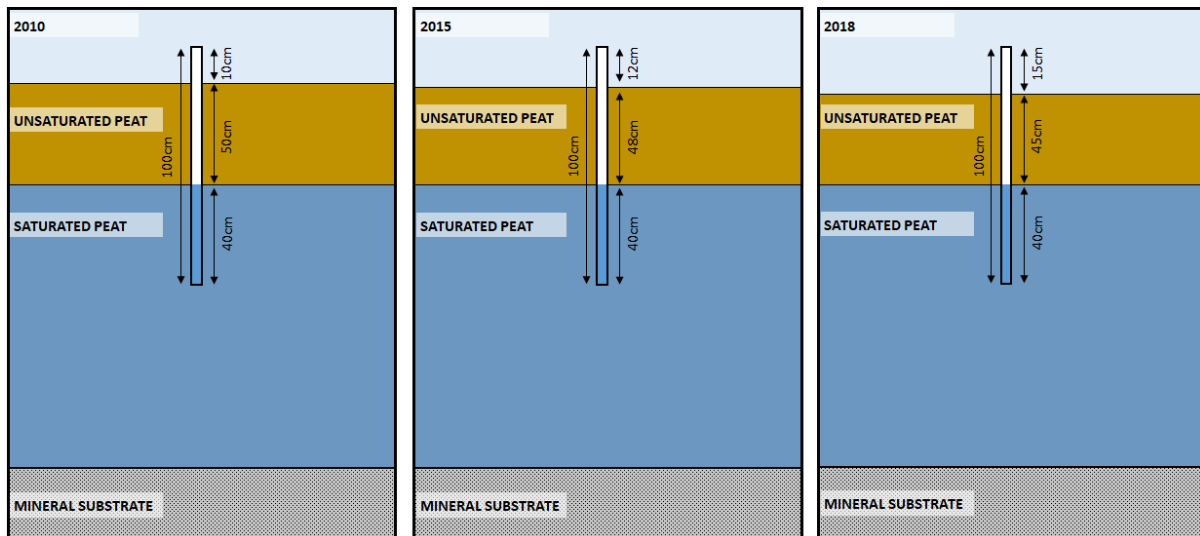 2010
10cm
UNSATURATED PEAT
50cm
100cm
SATURATED PEAT
40cm
MINERAL SUBSTRATE
2015
12cm
UNSATURATED PEAT
48cm
100cm
SATURATED PEAT
40cm
MINERAL SUBSTRATE
2018
15cm
UNSATURATED PEAT
45cm
100cm
SATURATED PEAT
40cm
MINERAL SUBSTRATE